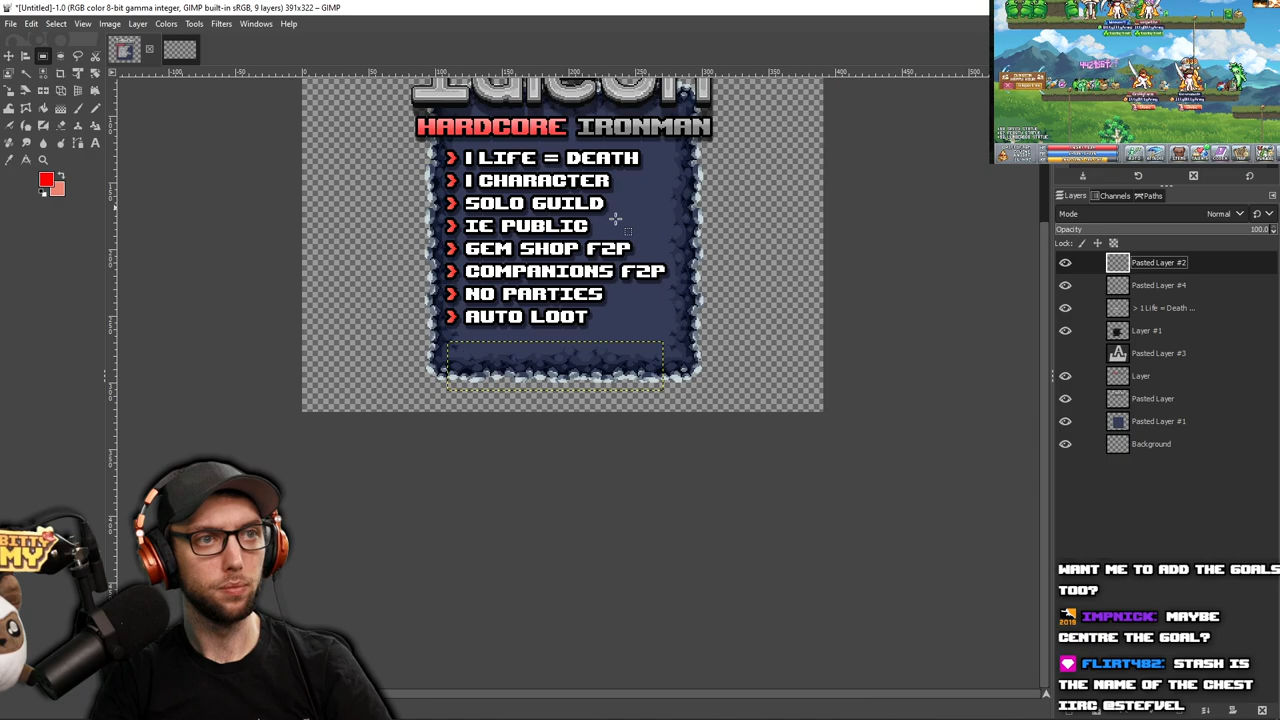 *[Untitled]-1.0 (RGB color 8-bit gamma integer, GIMP built-in sRGB, 9 layers) 391x322 – GIMP
File Edit Select View Image Layer Colors Tools Filters Windows Help
Idleon
HARDCORE IRONMAN
> 1 LIFE = DEATH
> 1 CHARACTER
> SOLO GUILD
> IE PUBLIC
> GEM SHOP F2P
> COMPANIONS F2P
> NO PARTIES
> AUTO LOOT
Layers Channels Paths
Mode Normal
Opacity 100.0
Lock:
Pasted Layer #2
Pasted Layer #4
> 1 Life = Death ...
Layer #1
Pasted Layer #3
Layer
Pasted Layer
Pasted Layer #1
Background
WANT ME TO ADD THE GOALS
TOO?
2019 IMPNICK: MAYBE
CENTRE THE GOAL?
FLIRT482: STASH IS
THE NAME OF THE CHEST
IIRC @STEFVEL
BITTY
MY